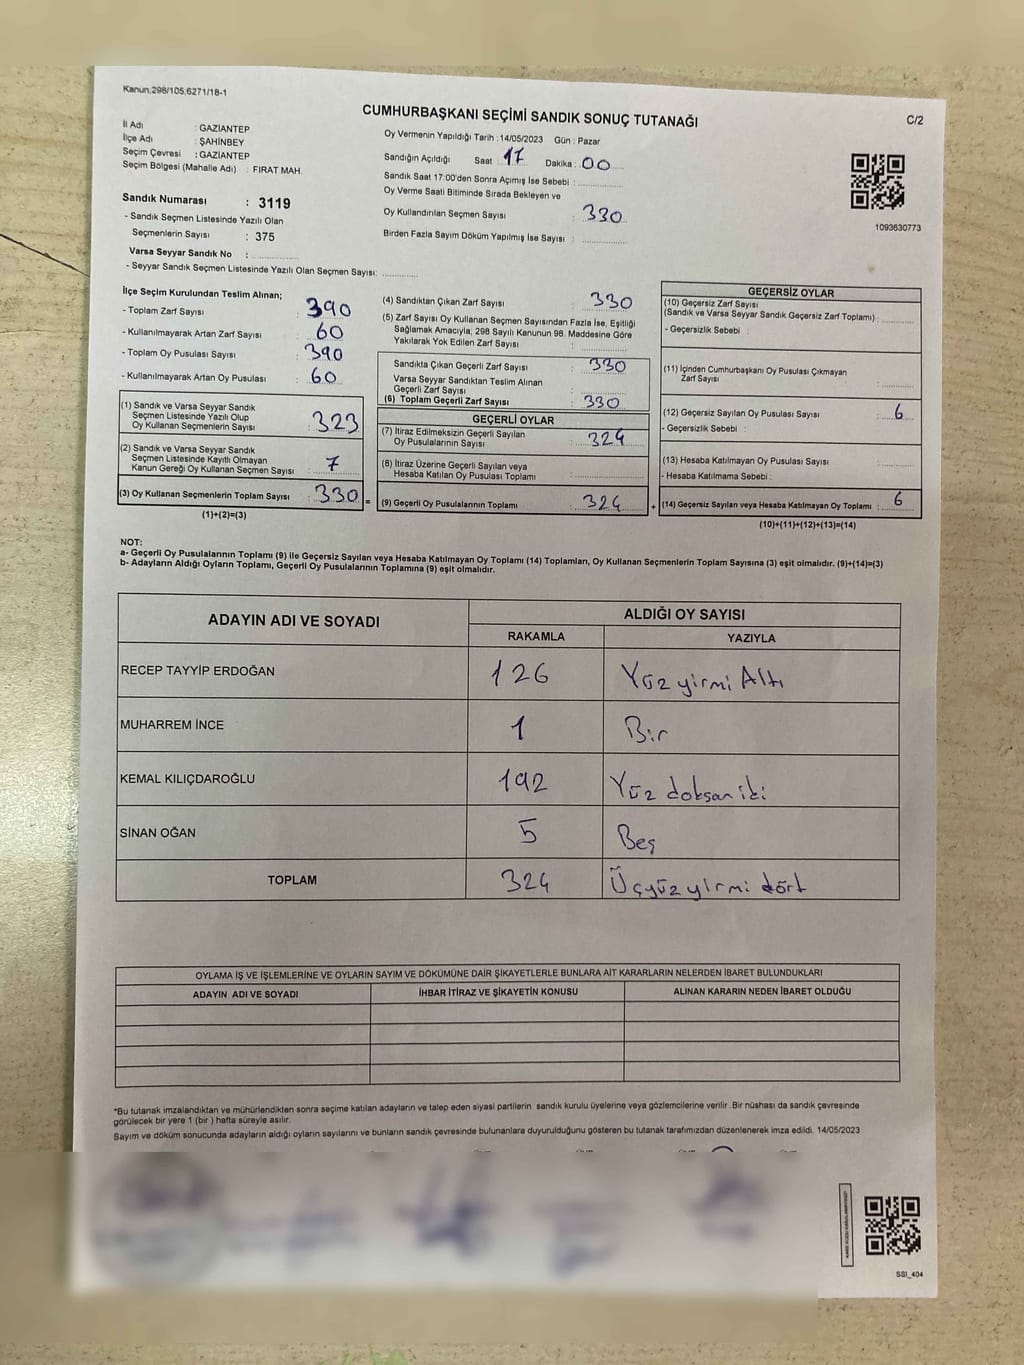 Kanun:298/105,6271/18-1
CUMHURBAŞKANI SEÇİMİ SANDIK SONUÇ TUTANAĞI
C/2
İl Adı : GAZİANTEP
İlçe Adı : ŞAHİNBEY
Seçim Çevresi : GAZİANTEP
Seçim Bölgesi (Mahalle Adı) : FIRAT MAH.
Sandık Numarası : 3119
- Sandık Seçmen Listesinde Yazılı Olan
Seçmenlerin Sayısı : 375
Varsa Seyyar Sandık No :
- Seyyar Sandık Seçmen Listesinde Yazılı Olan Seçmen Sayısı:
Oy Vermenin Yapıldığı Tarih : 14/05/2023 Gün : Pazar
Sandığın Açıldığı Saat 17 Dakika : 00
Sandık Saat 17:00'den Sonra Açımış İse Sebebi :
Oy Verme Saati Bitiminde Sırada Bekleyen ve
Oy Kullandırılan Seçmen Sayısı : 330
Birden Fazla Sayım Döküm Yapılmış İse Sayısı :
1093630773
İlçe Seçim Kurulundan Teslim Alınan;
- Toplam Zarf Sayısı : 390
- Kullanılmayarak Artan Zarf Sayısı : 60
- Toplam Oy Pusulası Sayısı : 390
- Kullanılmayarak Artan Oy Pusulası : 60
(1) Sandık ve Varsa Seyyar Sandık
Seçmen Listesinde Yazılı Olup
Oy Kullanan Seçmenlerin Sayısı : 323
(2) Sandık ve Varsa Seyyar Sandık
Seçmen Listesinde Kayıtlı Olmayan
Kanun Gereği Oy Kullanan Seçmen Sayısı : 7
(3) Oy Kullanan Seçmenlerin Toplam Sayısı : 330 =
(1)+(2)=(3)
(4) Sandıktan Çıkan Zarf Sayısı : 330
(5) Zarf Sayısı Oy Kullanan Seçmen Sayısından Fazla İse, Eşitliği
Sağlamak Amacıyla; 298 Sayılı Kanunun 98. Maddesine Göre
Yakılarak Yok Edilen Zarf Sayısı :
Sandıkta Çıkan Geçerli Zarf Sayısı : 330
Varsa Seyyar Sandıktan Teslim Alınan
Geçerli Zarf Sayısı :
(6) Toplam Geçerli Zarf Sayısı : 330
GEÇERLİ OYLAR
(7) İtiraz Edilmeksizin Geçerli Sayılan
Oy Pusulalarının Sayısı : 324
(8) İtiraz Üzerine Geçerli Sayılan veya
Hesaba Katılan Oy Pusulası Toplamı :
(9) Geçerli Oy Pusulalarının Toplamı : 324 +
GEÇERSİZ OYLAR
(10) Geçersiz Zarf Sayısı
(Sandık ve Varsa Seyyar Sandık Geçersiz Zarf Toplamı) :
- Geçersizlik Sebebi :
(11) İçinden Cumhurbaşkanı Oy Pusulası Çıkmayan
Zarf Sayısı :
(12) Geçersiz Sayılan Oy Pusulası Sayısı : 6
- Geçersizlik Sebebi :
(13) Hesaba Katılmayan Oy Pusulası Sayısı :
- Hesaba Katılmama Sebebi :
(14) Geçersiz Sayılan veya Hesaba Katılmayan Oy Toplamı : 6
(10)+(11)+(12)+(13)=(14)
NOT:
a- Geçerli Oy Pusulalarının Toplamı (9) ile Geçersiz Sayılan veya Hesaba Katılmayan Oy Toplamı (14) Toplamları, Oy Kullanan Seçmenlerin Toplam Sayısına (3) eşit olmalıdır. (9)+(14)=(3)
b- Adayların Aldığı Oyların Toplamı, Geçerli Oy Pusulalarının Toplamına (9) eşit olmalıdır.
ADAYIN ADI VE SOYADI ALDIĞI OY SAYISI
RAKAMLA YAZIYLA
RECEP TAYYİP ERDOĞAN 126 Yüz yirmi Altı
MUHARREM İNCE 1 Bir
KEMAL KILIÇDAROĞLU 192 Yüz doksan iki
SİNAN OĞAN 5 Beş
TOPLAM 324 Üçyüz yirmi dört
OYLAMA İŞ VE İŞLEMLERİNE VE OYLARIN SAYIM VE DÖKÜMÜNE DAİR ŞİKAYETLERLE BUNLARA AİT KARARLARIN NELERDEN İBARET BULUNDUKLARI
ADAYIN ADI VE SOYADI İHBAR İTİRAZ VE ŞİKAYETİN KONUSU ALINAN KARARIN NEDEN İBARET OLDUĞU
*Bu tutanak imzalandıktan ve mühürlendikten sonra seçime katılan adayların ve talep eden siyasi partilerin sandık kurulu üyelerine veya gözlemcilerine verilir .Bir nüshası da sandık çevresinde
görülecek bir yere 1 (bir ) hafta süreyle asılır.
Sayım ve döküm sonucunda adayların aldığı oyların sayılarını ve bunların sandık çevresinde bulunanlara duyurulduğunu gösteren bu tutanak tarafımızdan düzenlenerek imza edildi. 14/05/2023
SSI_404